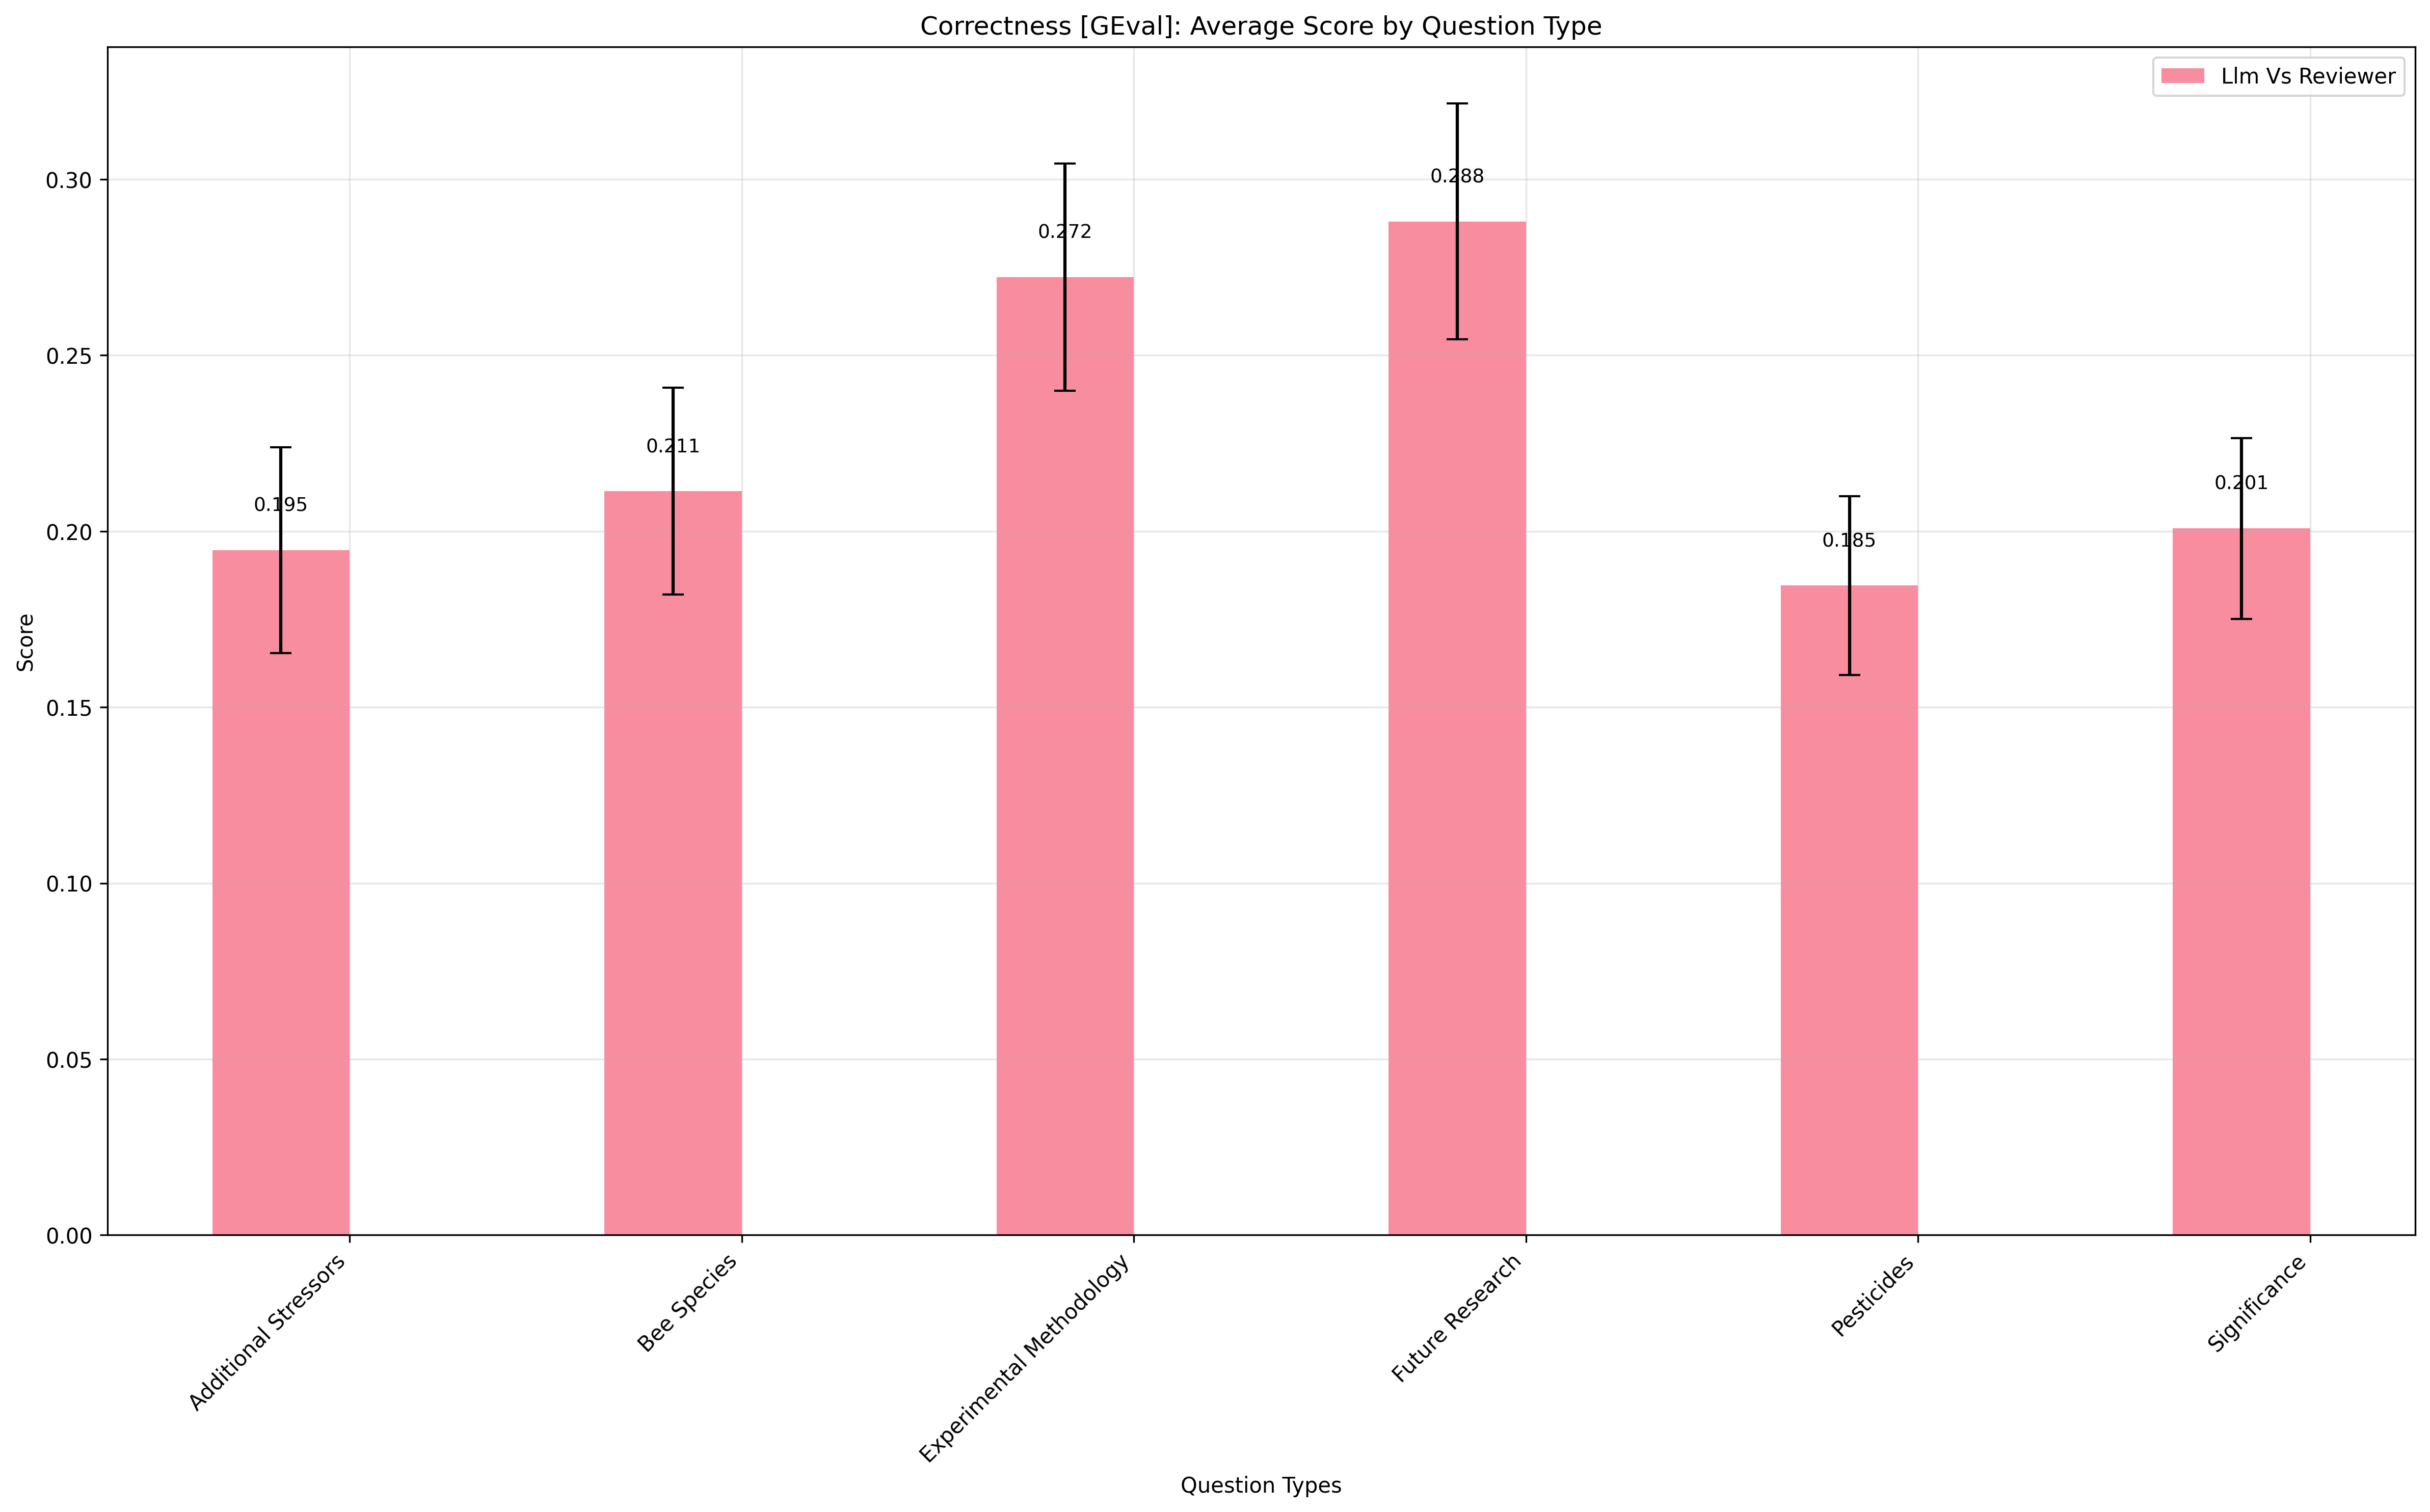 Correctness [GEval]: Average Score by Question Type
Llm Vs Reviewer
0.30
0.25
0.20
0.15
0.10
0.05
0.00
Score
0.195
0.211
0.272
0.288
0.185
0.201
Additional Stressors
Bee Species
Experimental Methodology
Future Research
Pesticides
Significance
Question Types